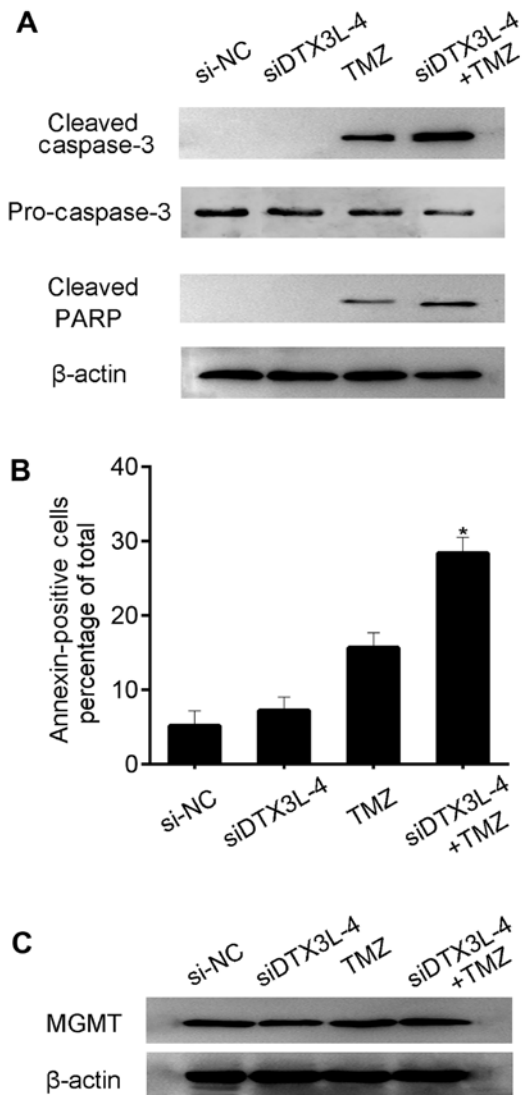 A
si-NC
siDTX3L-4
TMZ
siDTX3L-4
+TMZ
Cleaved
caspase-3
Pro-caspase-3
Cleaved
PARP
β-actin
B
Annexin-positive cells
percentage of total
40
30
20
10
0
*
si-NC
siDTX3L-4
TMZ
siDTX3L-4
+TMZ
C
si-NC
siDTX3L-4
TMZ
siDTX3L-4
+TMZ
MGMT
β-actin